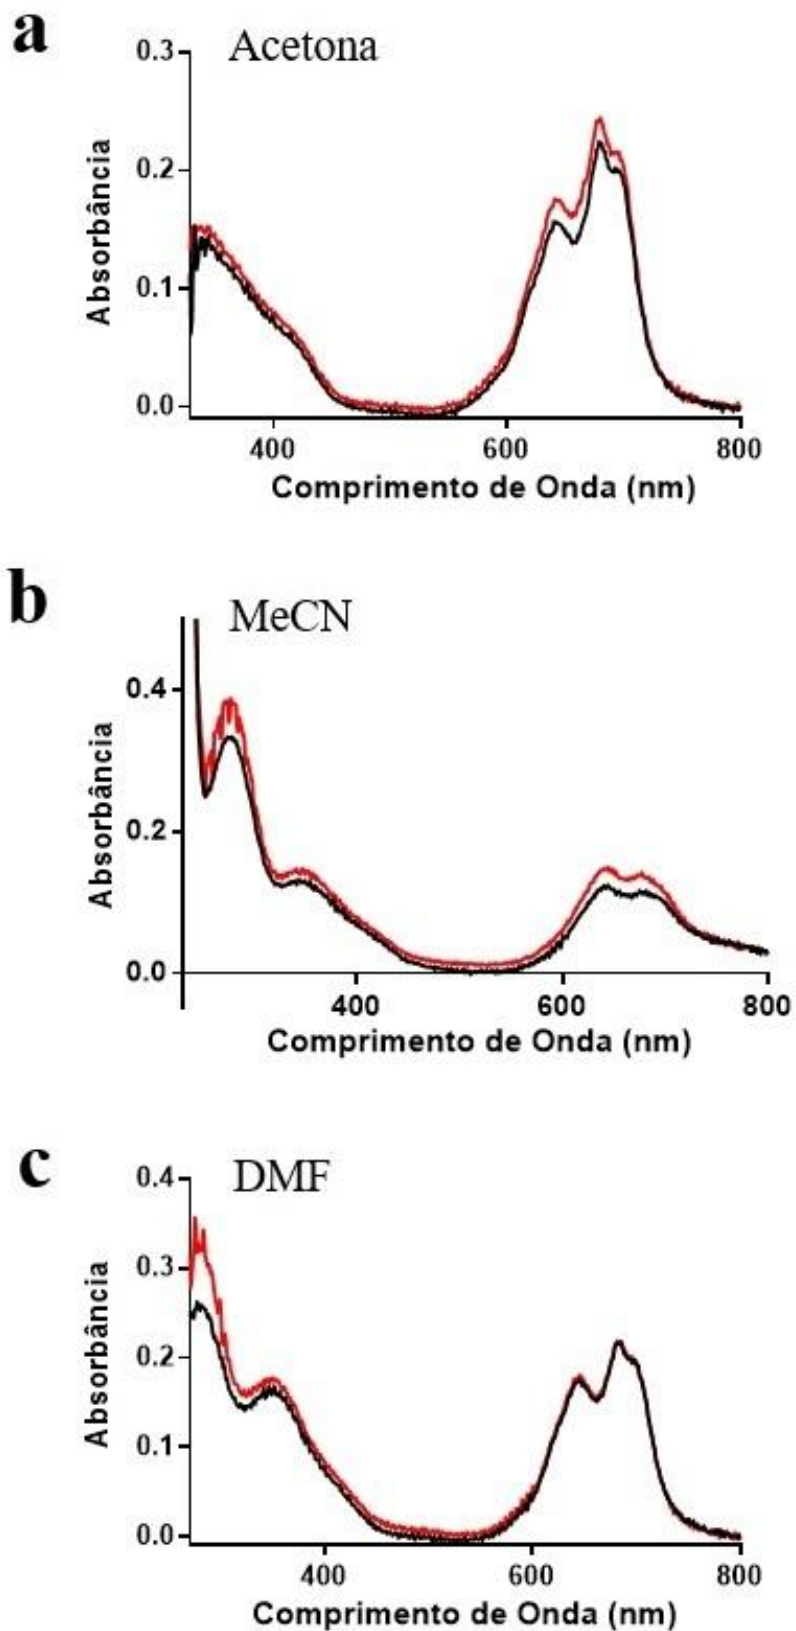 a
Acetona
0.3
0.2
0.1
0.0
Absorbância
400 600 800
Comprimento de Onda (nm)
b
MeCN
0.4
0.2
0.0
Absorbância
400 600 800
Comprimento de Onda (nm)
c
DMF
0.4
0.3
0.2
0.1
0.0
Absorbância
400 600 800
Comprimento de Onda (nm)